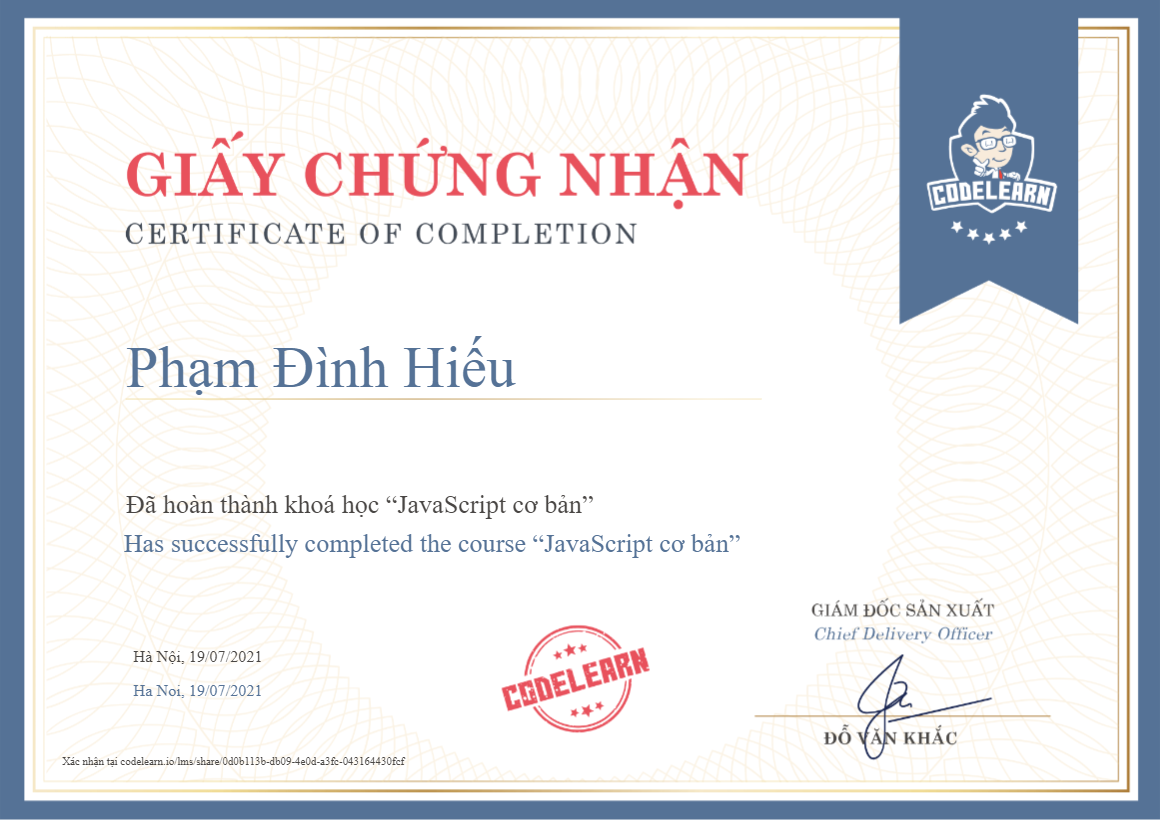 GIẤY CHỨNG NHẬN
CERTIFICATE OF COMPLETION
CODELEARN
Phạm Đình Hiếu
Đã hoàn thành khoá học “JavaScript cơ bản”
Has successfully completed the course “JavaScript cơ bản”
GIÁM ĐỐC SẢN XUẤT
Chief Delivery Officer
Hà Nội, 19/07/2021
Ha Noi, 19/07/2021
CODELEARN
ĐỖ VĂN KHẮC
Xác nhận tại codelearn.io/lms/share/0d0b113b-db09-4e0d-a3fc-043164430fcf